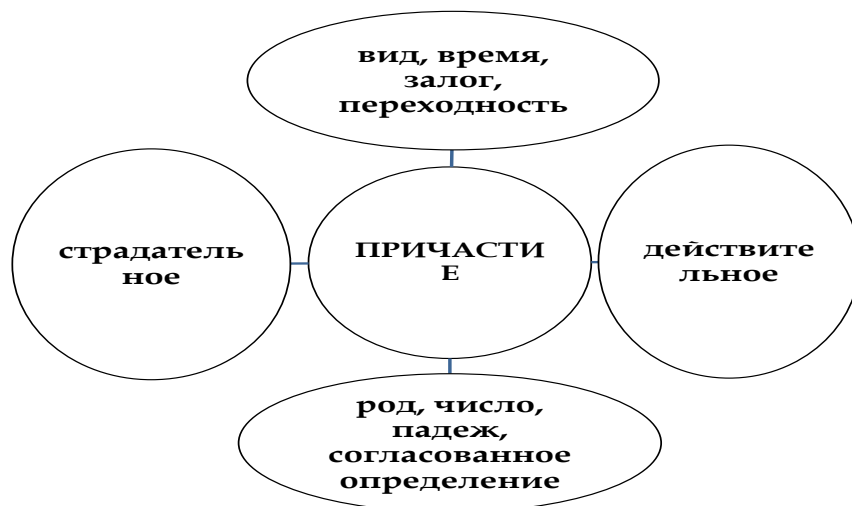 вид, время,
залог,
переходность
страдатель
ное
ПРИЧАСТИ
Е
действите
льное
род, число,
падеж,
согласованное
определение